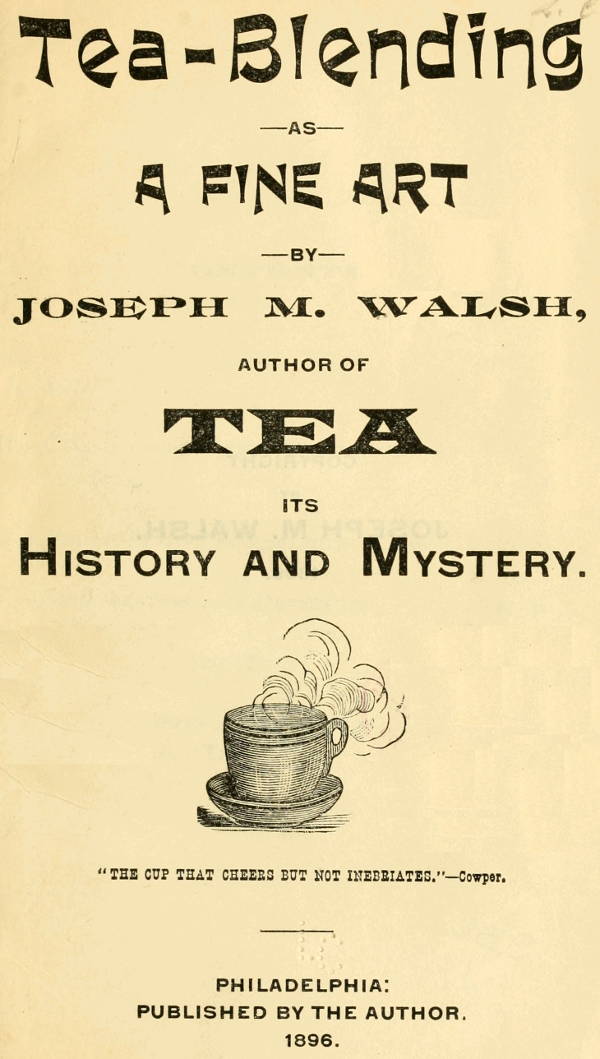 Tea-Blending
—AS—
A FINE ART
—BY—
JOSEPH M. WALSH,
AUTHOR OF
TEA
ITS
HISTORY AND MYSTERY.
"THE CUP THAT CHEERS BUT NOT INEBRIATES."—Cowper.
PHILADELPHIA:
PUBLISHED BY THE AUTHOR.
1896.